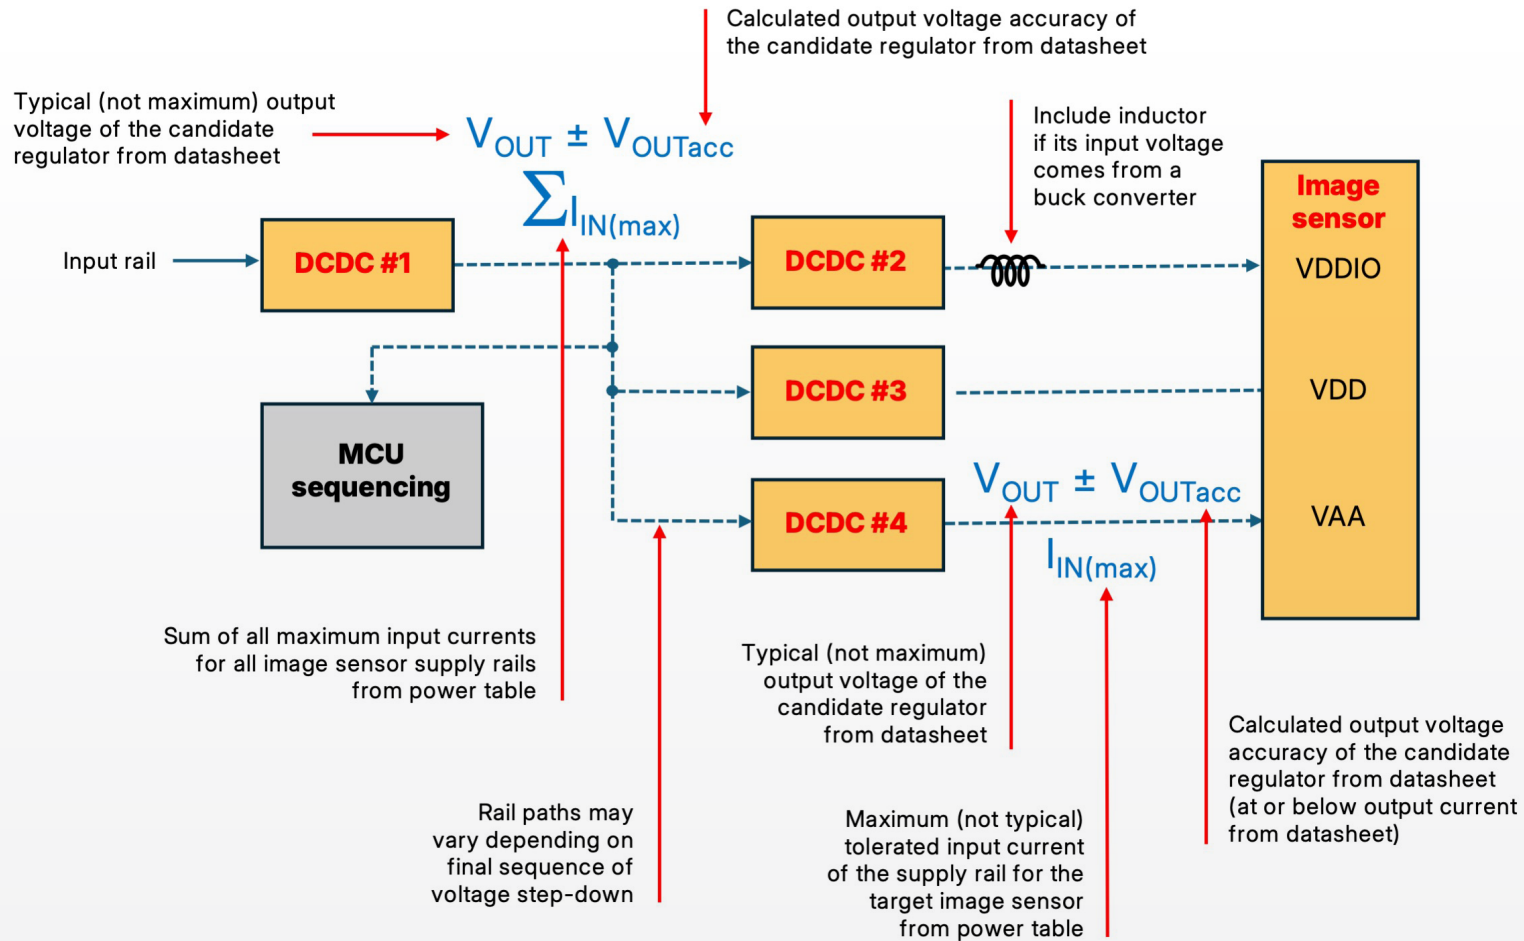 Calculated output voltage accuracy of
the candidate regulator from datasheet
Typical (not maximum) output
voltage of the candidate
regulator from datasheet
VOUT ± VOUTacc
∑IIN(max)
Include inductor
if its input voltage
comes from a
buck converter
Input rail
DCDC #1
DCDC #2
DCDC #3
DCDC #4
MCU
sequencing
Image
sensor
VDDIO
VDD
VAA
VOUT ± VOUTacc
IIN(max)
Sum of all maximum input currents
for all image sensor supply rails
from power table
Rail paths may
vary depending on
final sequence of
voltage step-down
Typical (not maximum)
output voltage of the
candidate regulator
from datasheet
Maximum (not typical)
tolerated input current
of the supply rail for the
target image sensor
from power table
Calculated output voltage
accuracy of the candidate
regulator from datasheet
(at or below output current
from datasheet)